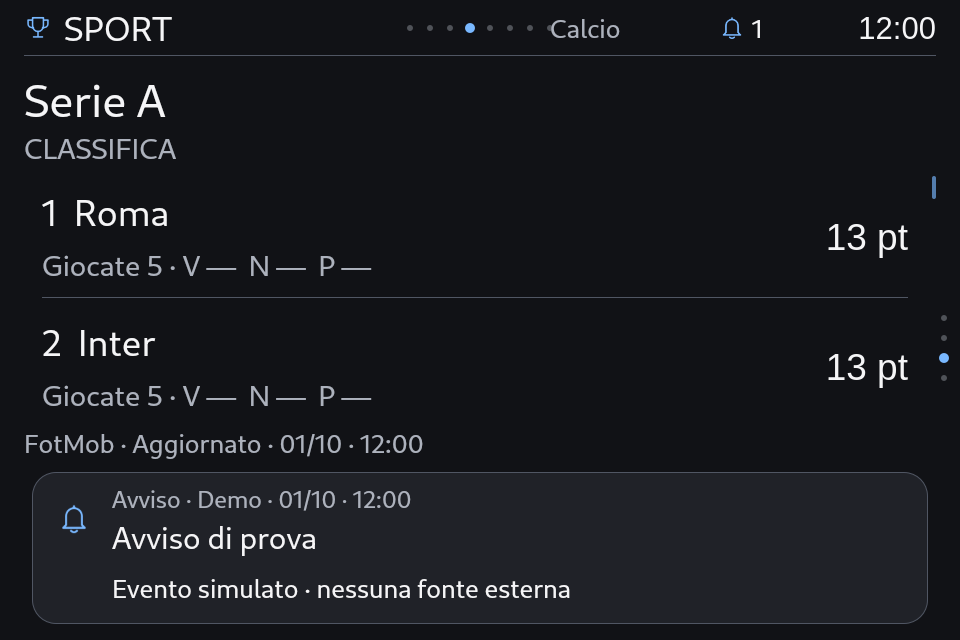 SPORT
Calcio
1
12:00
Serie A
CLASSIFICA
1 Roma
13 pt
Giocate 5 · V — N — P —
2 Inter
13 pt
Giocate 5 · V — N — P —
FotMob · Aggiornato · 01/10 · 12:00
Avviso · Demo · 01/10 · 12:00
Avviso di prova
Evento simulato · nessuna fonte esterna